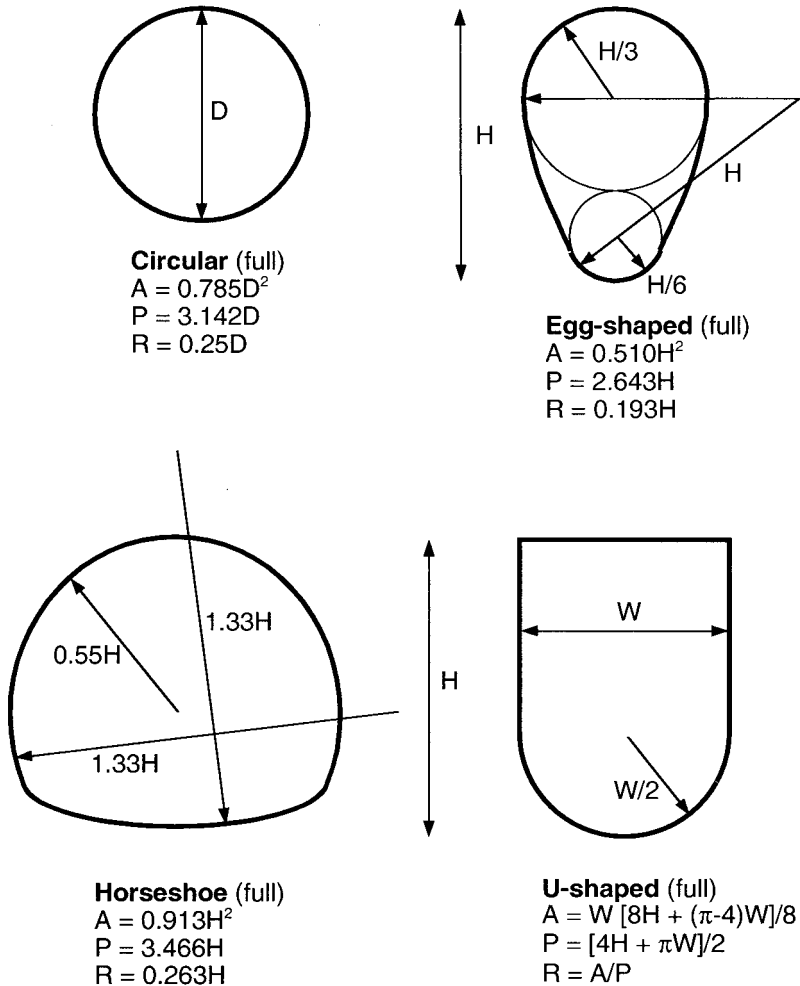 D
H/3
H
H
H/6
Circular (full)
A = 0.785D²
P = 3.142D
R = 0.25D
Egg-shaped (full)
A = 0.510H²
P = 2.643H
R = 0.193H
1.33H
0.55H
1.33H
H
W
W/2
Horseshoe (full)
A = 0.913H²
P = 3.466H
R = 0.263H
U-shaped (full)
A = W [8H + (π-4)W]/8
P = [4H + πW]/2
R = A/P